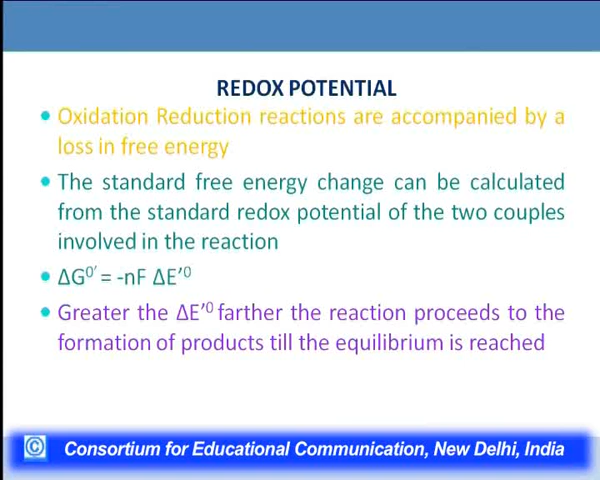 REDOX POTENTIAL
• Oxidation Reduction reactions are accompanied by a
loss in free energy
• The standard free energy change can be calculated
from the standard redox potential of the two couples
involved in the reaction
• ΔG⁰′ = -nF ΔE′⁰
• Greater the ΔE′⁰ farther the reaction proceeds to the
formation of products till the equilibrium is reached
© Consortium for Educational Communication, New Delhi, India